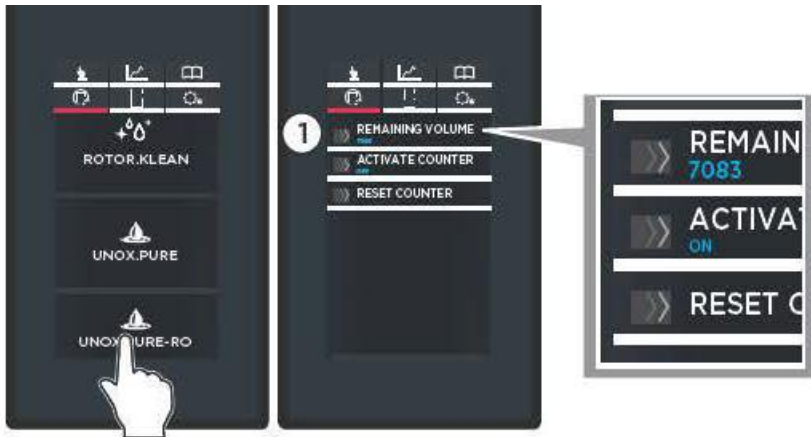 ROTOR.KLEAN
UNOX.PURE
UNOX.PURE-RO
1
REMAINING VOLUME
ACTIVATE COUNTER
OFF
RESET COUNTER
REMAIN
7083
ACTIVAT
ON
RESET C